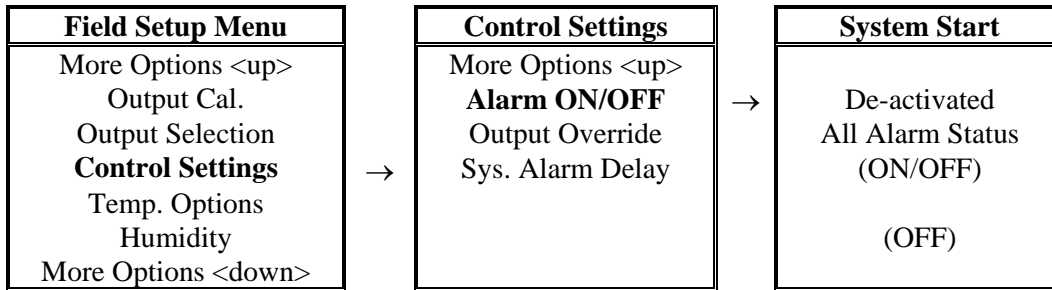 Field Setup Menu
More Options <up>
Output Cal.
Output Selection
Control Settings
Temp. Options
Humidity
More Options <down>
→
Control Settings
More Options <up>
Alarm ON/OFF
Output Override
Sys. Alarm Delay
→
System Start
De-activated
All Alarm Status
(ON/OFF)
(OFF)